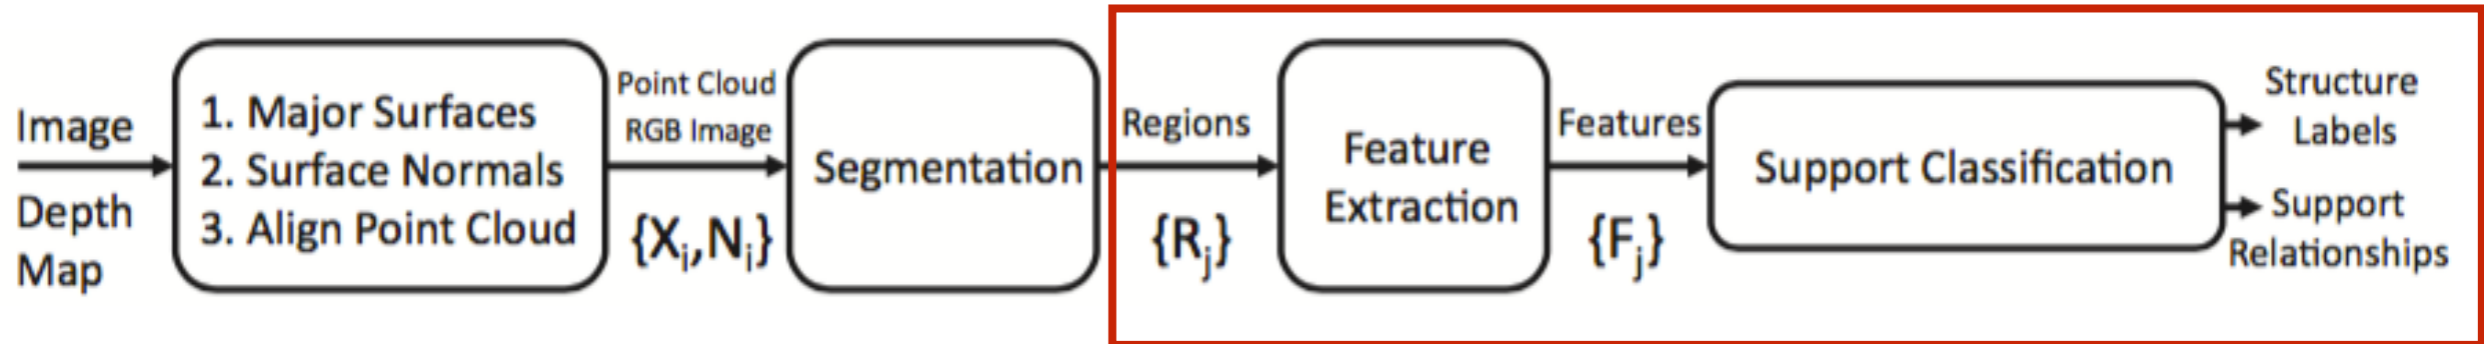 Image
Depth
Map
1. Major Surfaces
2. Surface Normals
3. Align Point Cloud
Point Cloud
RGB Image
{Xi,Ni}
Segmentation
Regions
{Rj}
Feature
Extraction
Features
{Fj}
Support Classification
Structure
Labels
Support
Relationships